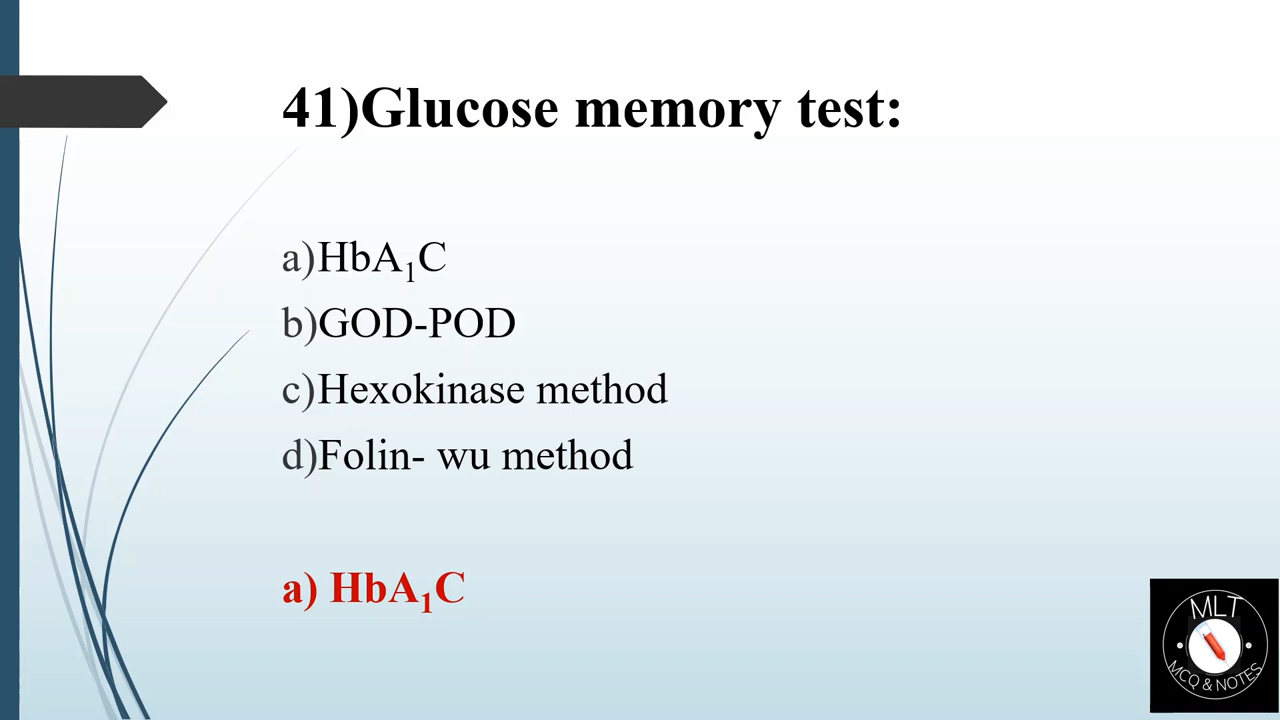 41)Glucose memory test:
a)HbA₁C
b)GOD-POD
c)Hexokinase method
d)Folin- wu method
a) HbA₁C
MLT
MCQ & NOTES